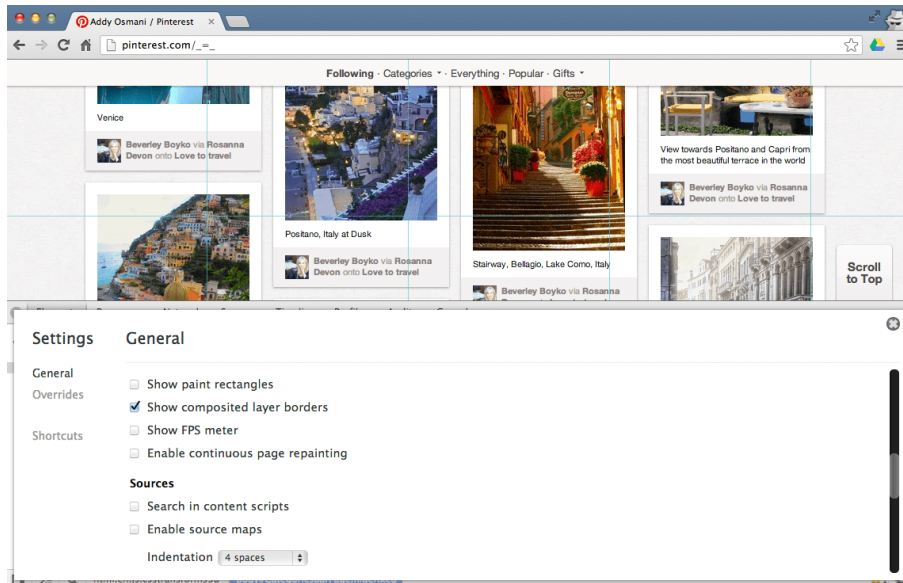 Addy Osmani / Pinterest
pinterest.com/_=_
Following · Categories · Everything · Popular · Gifts
Venice
Beverley Boyko via Rosanna
Devon onto Love to travel
Positano, Italy at Dusk
Beverley Boyko via Rosanna
Devon onto Love to travel
Stairway, Bellagio, Lake Como, Italy
Beverley Boyko via Rosanna
View towards Positano and Capri from
the most beautiful terrace in the world
Beverley Boyko via Rosanna
Devon onto Love to travel
Scroll
to Top
Settings
General
Overrides
Shortcuts
General
Show paint rectangles
Show composited layer borders
Show FPS meter
Enable continuous page repainting
Sources
Search in content scripts
Enable source maps
Indentation 4 spaces